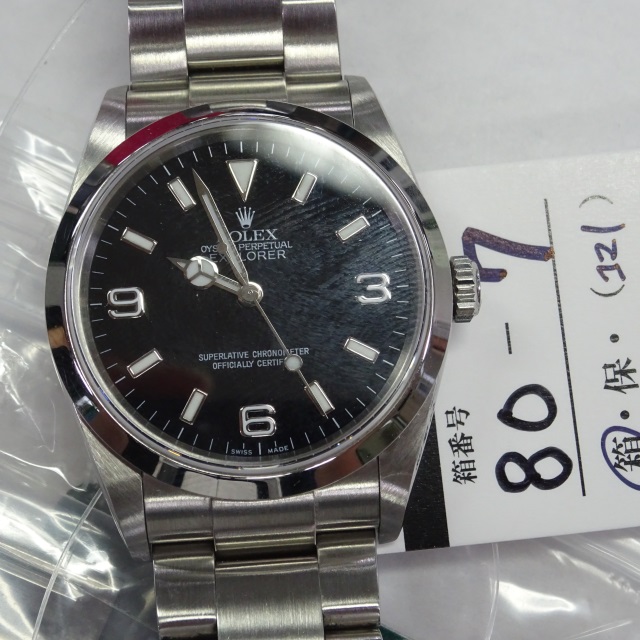 3
6
9
ROLEX
OYSTER PERPETUAL
EXPLORER
SUPERLATIVE CHRONOMETER
OFFICIALLY CERTIFIED
SWISS MADE
箱番号
80-7
箱・保・(321)